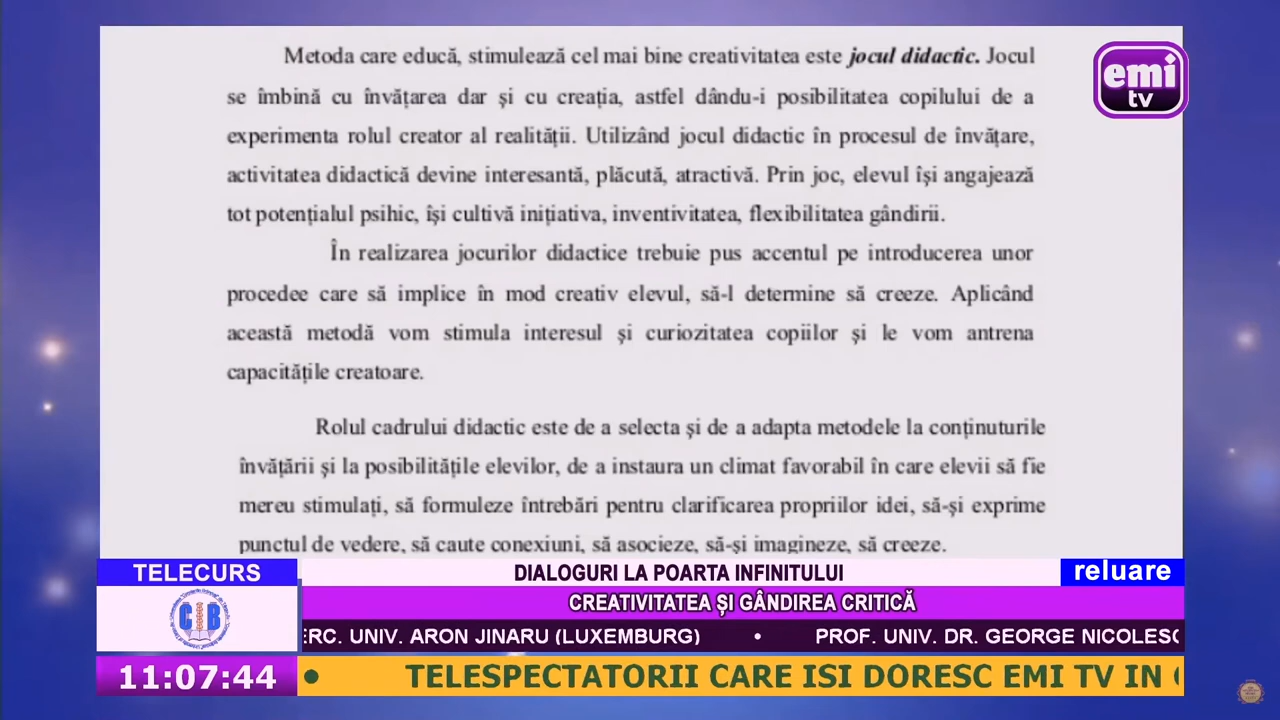 Metoda care educă, stimulează cel mai bine creativitatea este jocul didactic. Jocul
se îmbină cu învățarea dar și cu creația, astfel dându-i posibilitatea copilului de a
experimenta rolul creator al realității. Utilizând jocul didactic în procesul de învățare,
activitatea didactică devine interesantă, plăcută, atractivă. Prin joc, elevul își angajează
tot potențialul psihic, își cultivă inițiativa, inventivitatea, flexibilitatea gândirii.
În realizarea jocurilor didactice trebuie pus accentul pe introducerea unor
procedee care să implice în mod creativ elevul, să-l determine să creeze. Aplicând
această metodă vom stimula interesul și curiozitatea copiilor și le vom antrena
capacitățile creatoare.
Rolul cadrului didactic este de a selecta și de a adapta metodele la conținuturile
învățării și la posibilitățile elevilor, de a instaura un climat favorabil în care elevii să fie
mereu stimulați, să formuleze întrebări pentru clarificarea propriilor idei, să-și exprime
punctul de vedere, să caute conexiuni, să asocieze, să-și imagineze, să creeze.
emi
tv
TELECURS
DIALOGURI LA POARTA INFINITULUI
reluare
CIB
CREATIVITATEA ȘI GÂNDIREA CRITICĂ
ERC. UNIV. ARON JINARU (LUXEMBURG) • PROF. UNIV. DR. GEORGE NICOLESC
11:07:44
• TELESPECTATORII CARE ISI DORESC EMI TV IN